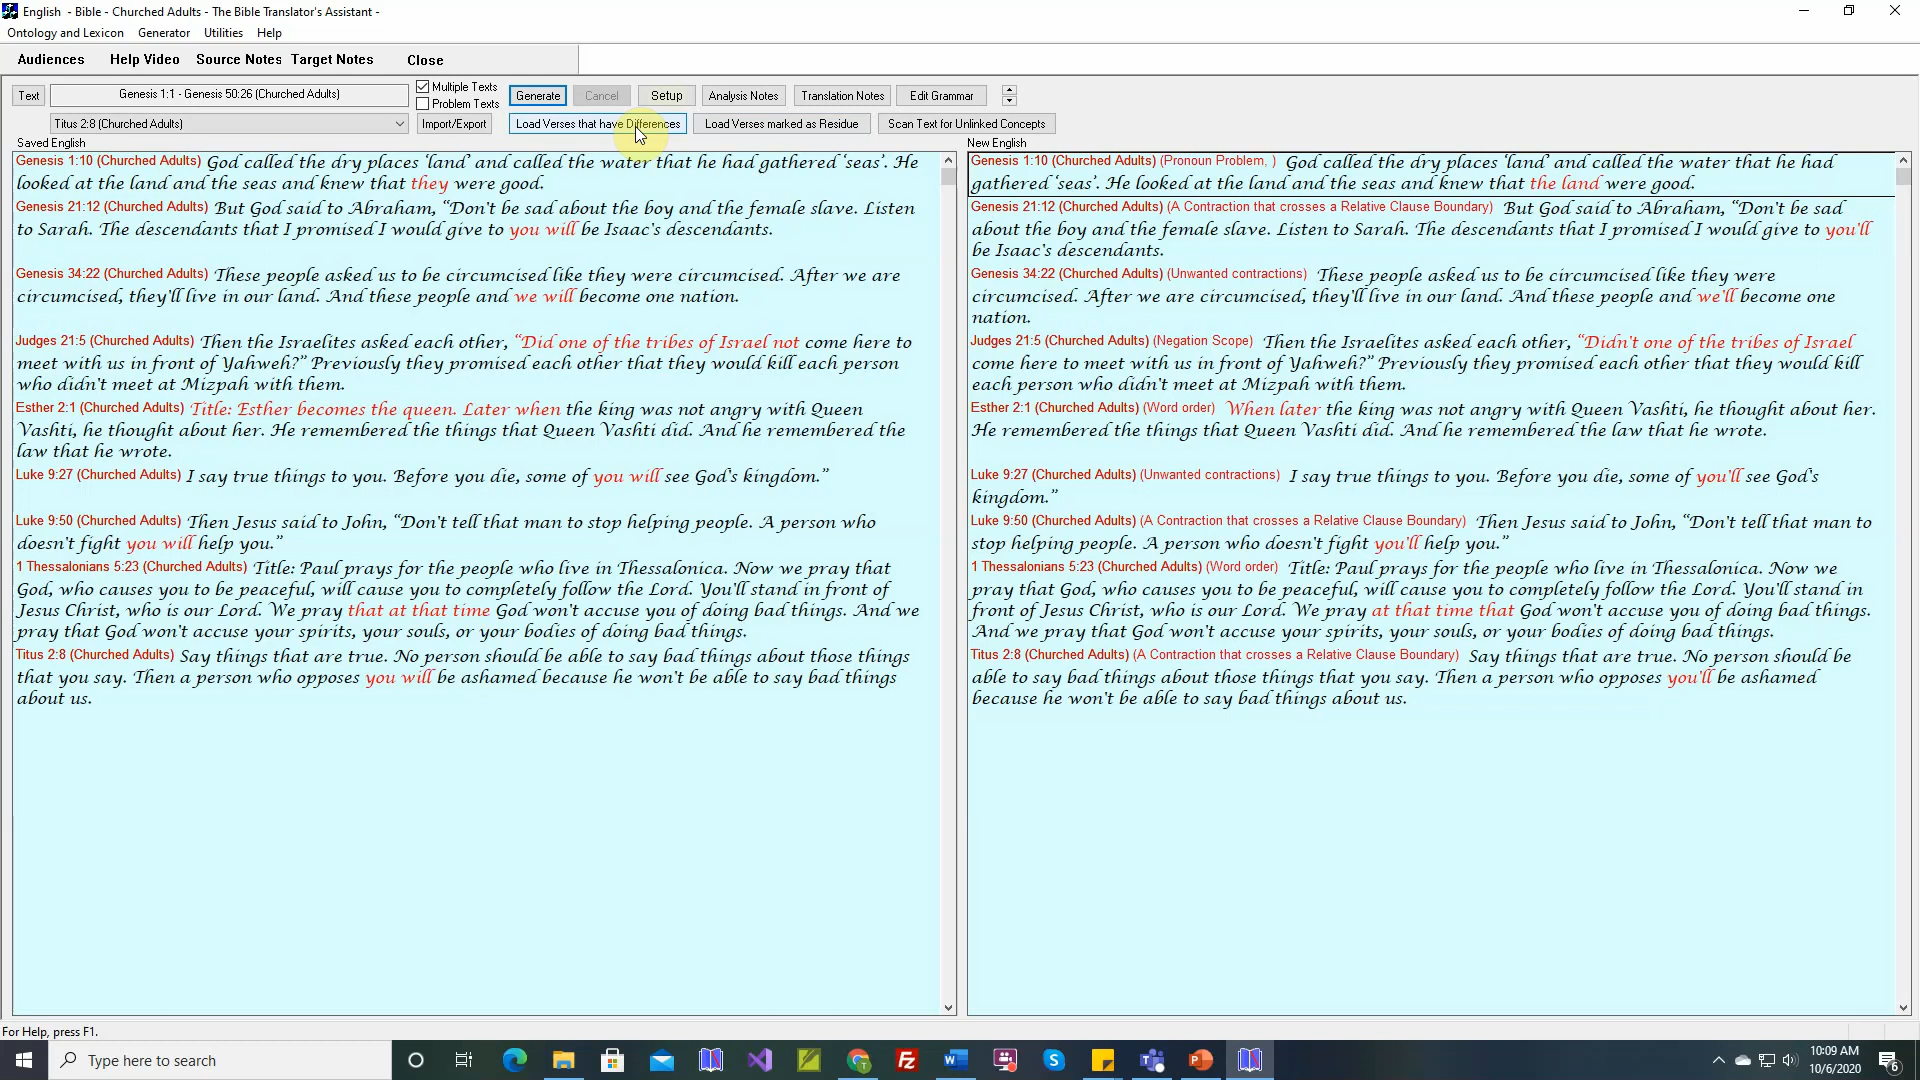 English - Bible - Churched Adults - The Bible Translator's Assistant -
Ontology and Lexicon Generator Utilities Help
Audiences Help Video Source Notes Target Notes Close
Text Genesis 1:1 - Genesis 50:26 (Churched Adults) Multiple Texts Problem Texts Generate Cancel Setup Analysis Notes Translation Notes Edit Grammar
Titus 2:8 (Churched Adults) Import/Export Load Verses that have Differences Load Verses marked as Residue Scan Text for Unlinked Concepts
Saved English
Genesis 1:10 (Churched Adults) God called the dry places ‘land’ and called the water that he had gathered ‘seas’. He
looked at the land and the seas and knew that they were good.
Genesis 21:12 (Churched Adults) But God said to Abraham, “Don't be sad about the boy and the female slave. Listen
to Sarah. The descendants that I promised I would give to you will be Isaac's descendants.
Genesis 34:22 (Churched Adults) These people asked us to be circumcised like they were circumcised. After we are
circumcised, they'll live in our land. And these people and we will become one nation.
Judges 21:5 (Churched Adults) Then the Israelites asked each other, “Did one of the tribes of Israel not come here to
meet with us in front of Yahweh?” Previously they promised each other that they would kill each person
who didn't meet at Mizpah with them.
Esther 2:1 (Churched Adults) Title: Esther becomes the queen. Later when the king was not angry with Queen
Vashti, he thought about her. He remembered the things that Queen Vashti did. And he remembered the
law that he wrote.
Luke 9:27 (Churched Adults) I say true things to you. Before you die, some of you will see God's kingdom.”
Luke 9:50 (Churched Adults) Then Jesus said to John, “Don't tell that man to stop helping people. A person who
doesn't fight you will help you.”
1 Thessalonians 5:23 (Churched Adults) Title: Paul prays for the people who live in Thessalonica. Now we pray that
God, who causes you to be peaceful, will cause you to completely follow the Lord. You'll stand in front of
Jesus Christ, who is our Lord. We pray that at that time God won't accuse you of doing bad things. And we
pray that God won't accuse your spirits, your souls, or your bodies of doing bad things.
Titus 2:8 (Churched Adults) Say things that are true. No person should be able to say bad things about those things
that you say. Then a person who opposes you will be ashamed because he won't be able to say bad things
about us.
New English
Genesis 1:10 (Churched Adults) (Pronoun Problem, ) God called the dry places ‘land’ and called the water that he had
gathered ‘seas’. He looked at the land and the seas and knew that the land were good.
Genesis 21:12 (Churched Adults) (A Contraction that crosses a Relative Clause Boundary) But God said to Abraham, “Don't be sad
about the boy and the female slave. Listen to Sarah. The descendants that I promised I would give to you'll
be Isaac's descendants.
Genesis 34:22 (Churched Adults) (Unwanted contractions) These people asked us to be circumcised like they were
circumcised. After we are circumcised, they'll live in our land. And these people and we'll become one
nation.
Judges 21:5 (Churched Adults) (Negation Scope) Then the Israelites asked each other, “Didn't one of the tribes of Israel
come here to meet with us in front of Yahweh?” Previously they promised each other that they would kill
each person who didn't meet at Mizpah with them.
Esther 2:1 (Churched Adults) (Word order) When later the king was not angry with Queen Vashti, he thought about her.
He remembered the things that Queen Vashti did. And he remembered the law that he wrote.
Luke 9:27 (Churched Adults) (Unwanted contractions) I say true things to you. Before you die, some of you'll see God's
kingdom.”
Luke 9:50 (Churched Adults) (A Contraction that crosses a Relative Clause Boundary) Then Jesus said to John, “Don't tell that man to
stop helping people. A person who doesn't fight you'll help you.”
1 Thessalonians 5:23 (Churched Adults) (Word order) Title: Paul prays for the people who live in Thessalonica. Now we
pray that God, who causes you to be peaceful, will cause you to completely follow the Lord. You'll stand in
front of Jesus Christ, who is our Lord. We pray at that time that God won't accuse you of doing bad things.
And we pray that God won't accuse your spirits, your souls, or your bodies of doing bad things.
Titus 2:8 (Churched Adults) (A Contraction that crosses a Relative Clause Boundary) Say things that are true. No person should be
able to say bad things about those things that you say. Then a person who opposes you'll be ashamed
because he won't be able to say bad things about us.
For Help, press F1.
Type here to search
10:09 AM
10/6/2020
6